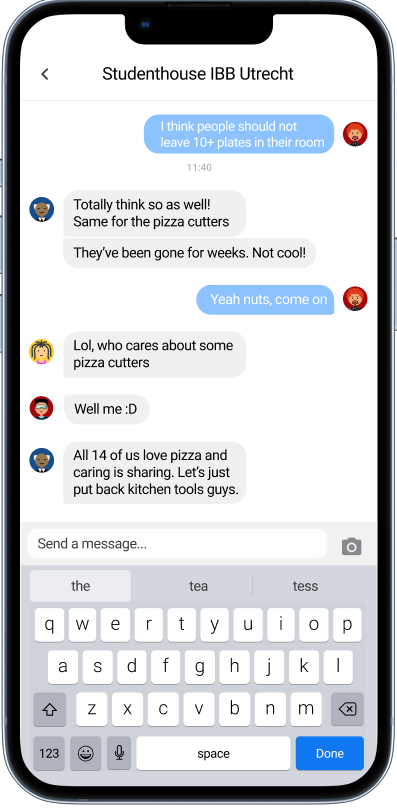 Studenthouse IBB Utrecht
I think people should not
leave 10+ plates in their room
11:40
Totally think so as well!
Same for the pizza cutters
They've been gone for weeks. Not cool!
Yeah nuts, come on
Lol, who cares about some
pizza cutters
Well me :D
All 14 of us love pizza and
caring is sharing. Let's just
put back kitchen tools guys.
Send a message...
the tea tess
q w e r t y u i o p
a s d f g h j k l
z x c v b n m
123 space Done